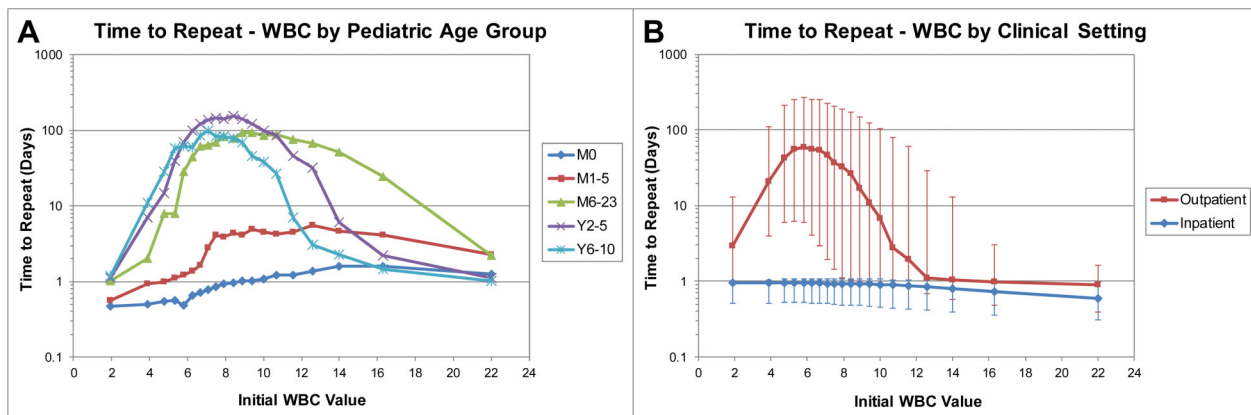 A
Time to Repeat - WBC by Pediatric Age Group
1000
100
10
1
0.1
Time to Repeat (Days)
0 2 4 6 8 10 12 14 16 18 20 22 24
Initial WBC Value
M0
M1-5
M6-23
Y2-5
Y6-10
B
Time to Repeat - WBC by Clinical Setting
1000
100
10
1
0.1
Time to Repeat (Days)
0 2 4 6 8 10 12 14 16 18 20 22 24
Initial WBC Value
Outpatient
Inpatient